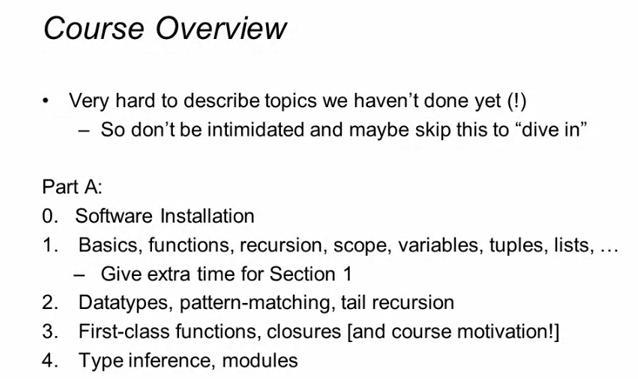 Course Overview
• Very hard to describe topics we haven't done yet (!)
– So don't be intimidated and maybe skip this to "dive in"
Part A:
0. Software Installation
1. Basics, functions, recursion, scope, variables, tuples, lists, …
– Give extra time for Section 1
2. Datatypes, pattern-matching, tail recursion
3. First-class functions, closures [and course motivation!]
4. Type inference, modules